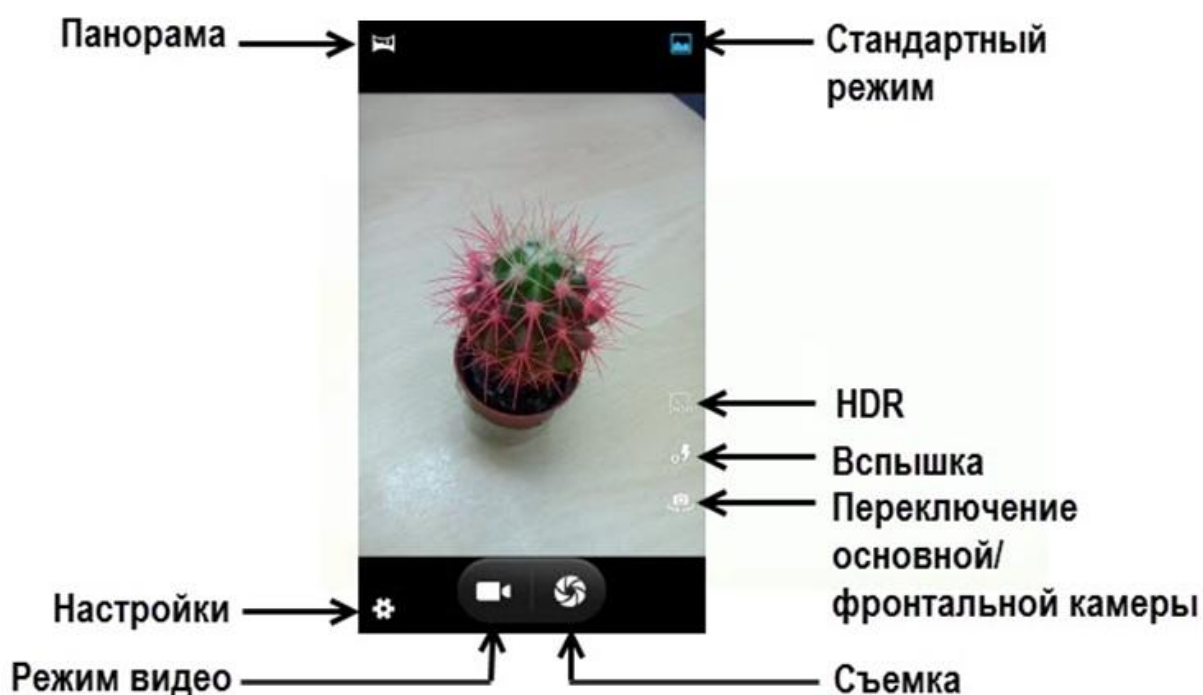 Панорама
Стандартный
режим
HDR
Вспышка
Переключение
основной/
фронтальной камеры
Настройки
Режим видео
Съемка